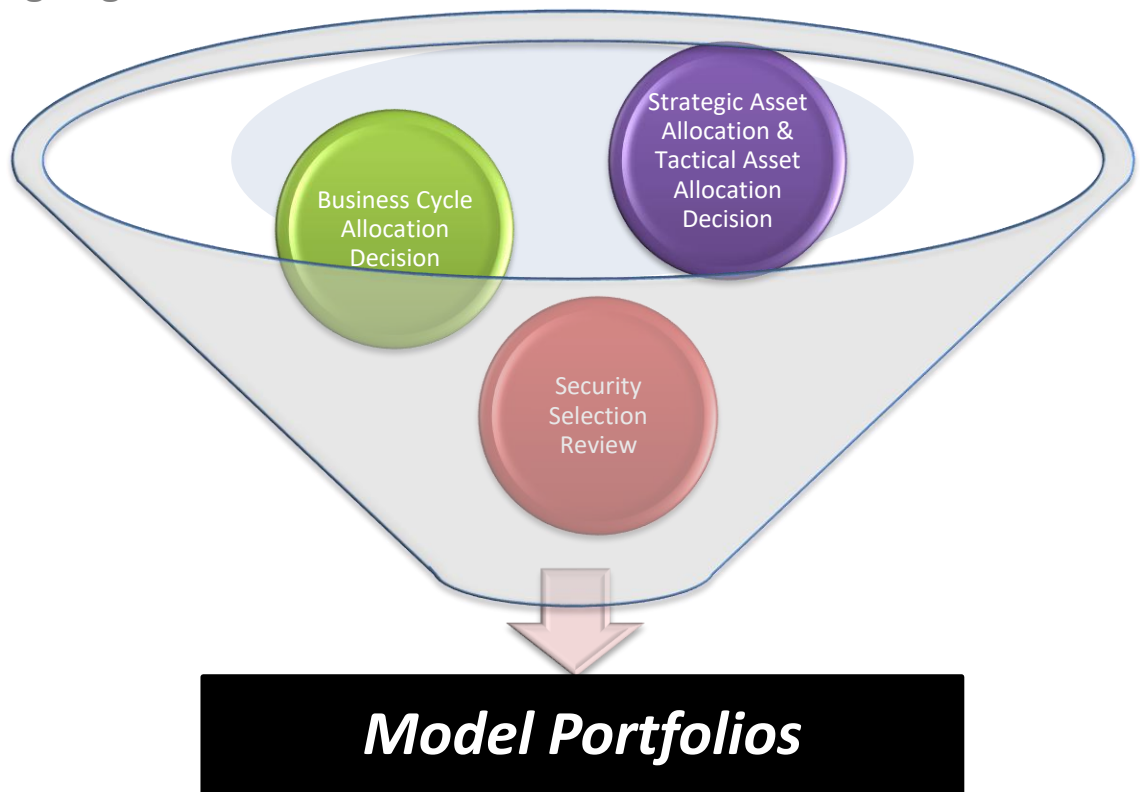 Strategic Asset
Allocation &
Tactical Asset
Allocation
Decision
Business Cycle
Allocation
Decision
Security
Selection
Review
Model Portfolios